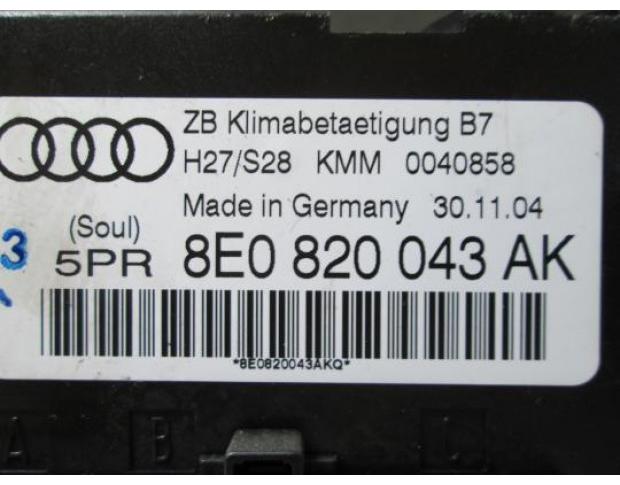 ZB Klimabetaetigung B7
H27/S28 KMM 0040858
Made in Germany 30.11.04
3
(Soul)
5PR 8E0 820 043 AK
*8E0820043AKQ*
A B C